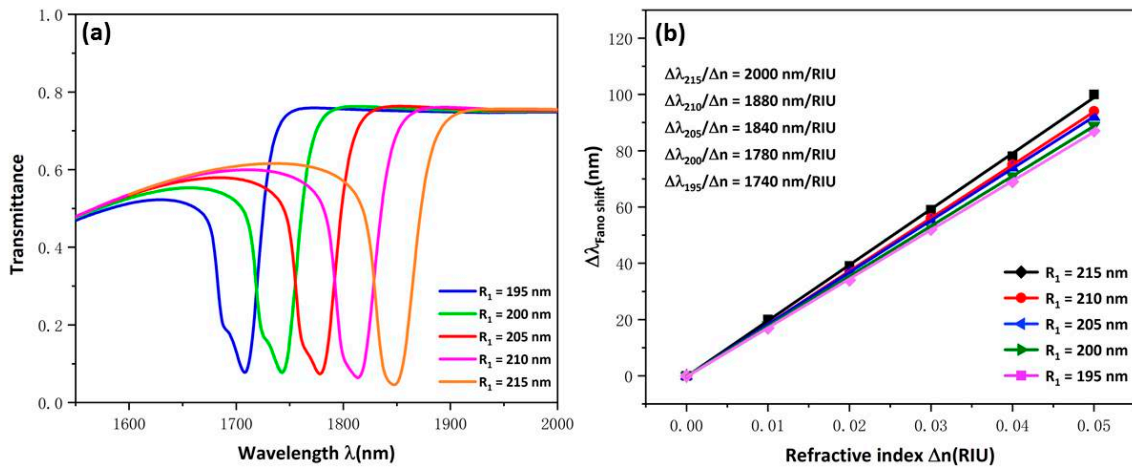 (a)
1.0
0.8
0.6
0.4
0.2
0.0
Transmittance
1600
1700
1800
1900
2000
Wavelength λ(nm)
R₁ = 195 nm
R₁ = 200 nm
R₁ = 205 nm
R₁ = 210 nm
R₁ = 215 nm
(b)
120
100
80
60
40
20
0
Δλ_Fano shift(nm)
Δλ₂₁₅/Δn = 2000 nm/RIU
Δλ₂₁₀/Δn = 1880 nm/RIU
Δλ₂₀₅/Δn = 1840 nm/RIU
Δλ₂₀₀/Δn = 1780 nm/RIU
Δλ₁₉₅/Δn = 1740 nm/RIU
R₁ = 215 nm
R₁ = 210 nm
R₁ = 205 nm
R₁ = 200 nm
R₁ = 195 nm
0.00
0.01
0.02
0.03
0.04
0.05
Refractive index Δn(RIU)